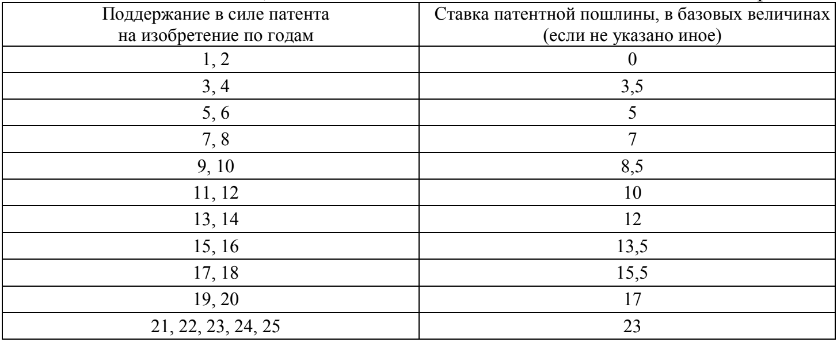 Поддержание в силе патента
на изобретение по годам
Ставка патентной пошлины, в базовых величинах
(если не указано иное)
1, 2 0
3, 4 3,5
5, 6 5
7, 8 7
9, 10 8,5
11, 12 10
13, 14 12
15, 16 13,5
17, 18 15,5
19, 20 17
21, 22, 23, 24, 25 23